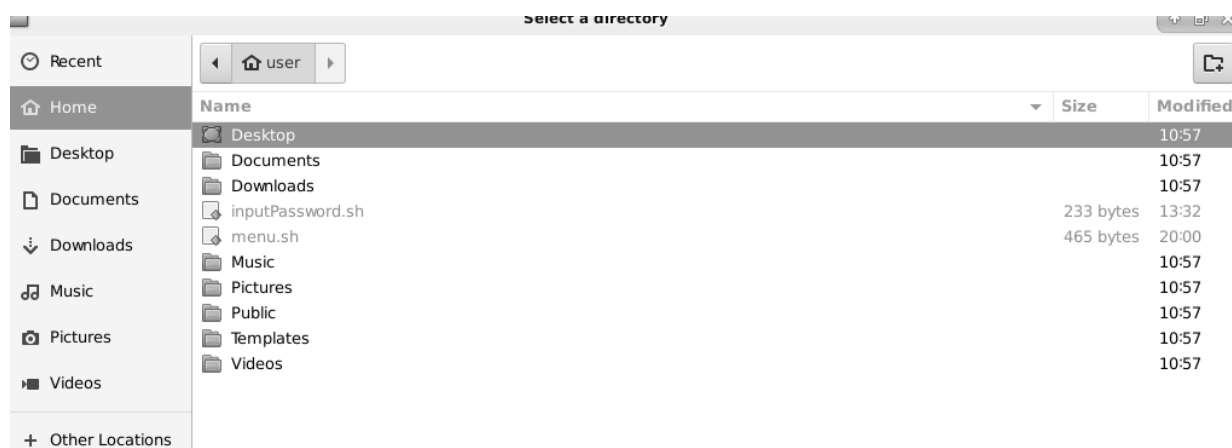 Select a directory
Recent
Home
Desktop
Documents
Downloads
Music
Pictures
Videos
+ Other Locations
user
Name Size Modified
Desktop 10:57
Documents 10:57
Downloads 10:57
inputPassword.sh 233 bytes 13:32
menu.sh 465 bytes 20:00
Music 10:57
Pictures 10:57
Public 10:57
Templates 10:57
Videos 10:57